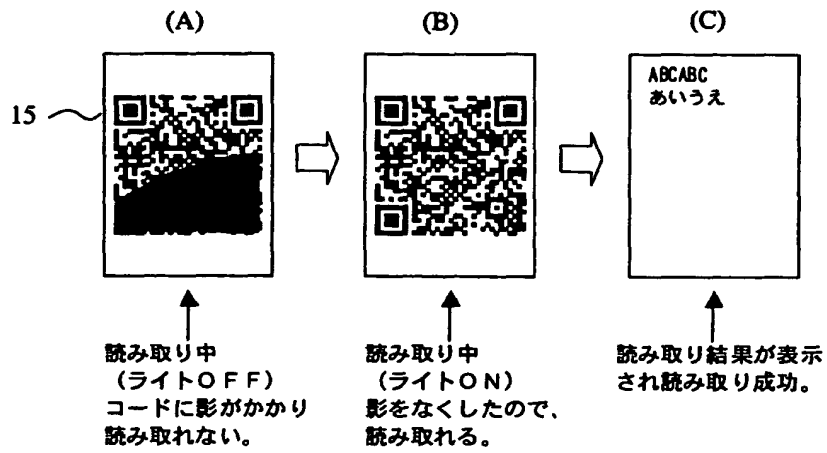 (A)
(B)
(C)
15
ABCABC
あいうえ
読み取り中
（ライトＯＦＦ）
コードに影がかかり
読み取れない。
読み取り中
（ライトＯＮ）
影をなくしたので、
読み取れる。
読み取り結果が表示
され読み取り成功。